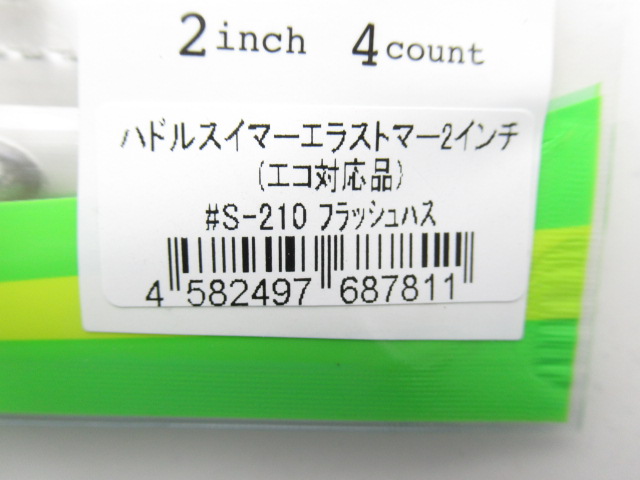 2inch 4count
ハドルスイマーエラストマー2インチ
(エコ対応品)
#S-210 フラッシュハス
4 582497 687811